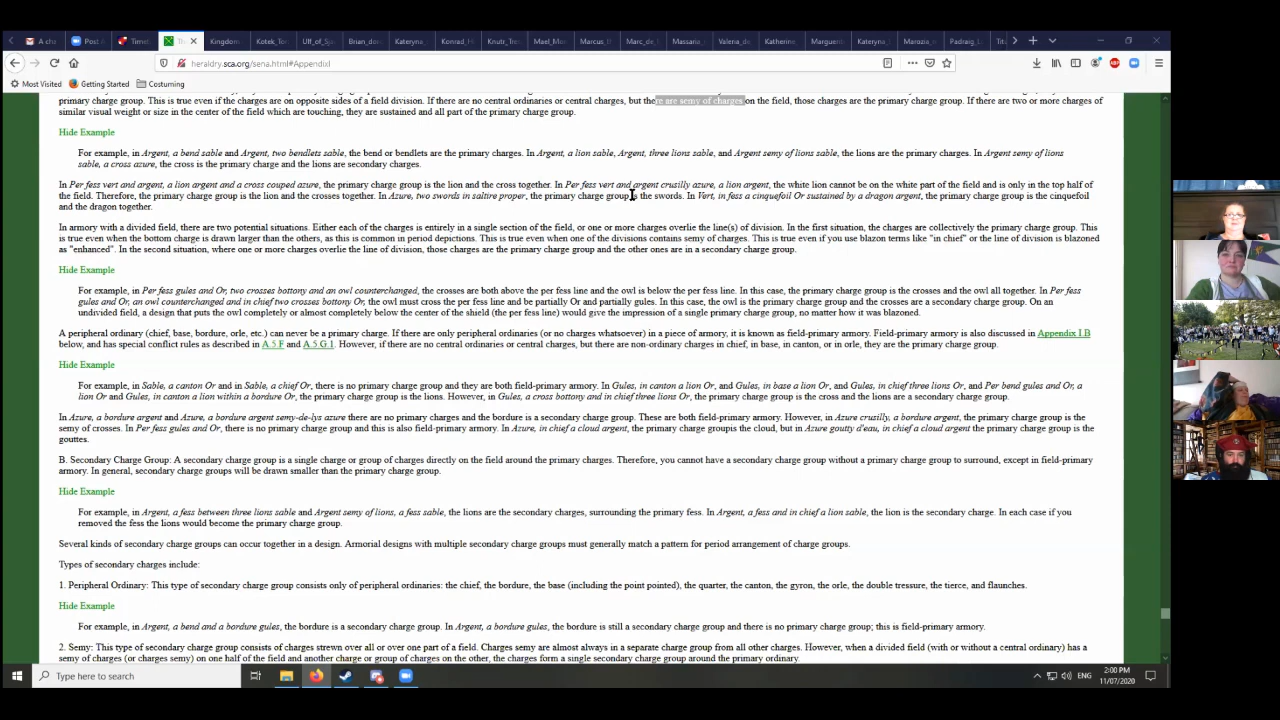 A cha
Post
Timel
Th
Kingdom
Kotek_Tor
Ulf_of_Sja
Brian_dor
Kateryna
Konrad_H
Knutr_Tre
Mael_Mor
Marcus_B
Marc_de_
Massana
Valena_de
Katherine
Marguerit
Kateryna
Marozia_o
Padraig_I
Tit
heraldry.sca.org/sena.html#AppendixI
Most Visited
Getting Started
Costuming
primary charge group. This is true even if the charges are on opposite sides of a field division. If there are no central ordinaries or central charges, but there are semy of charges on the field, those charges are the primary charge group. If there are two or more charges of
similar visual weight or size in the center of the field which are touching, they are sustained and all part of the primary charge group.
Hide Example
For example, in Argent, a bend sable and Argent, two bendlets sable, the bend or bendlets are the primary charges. In Argent, a lion sable, Argent, three lions sable, and Argent semy of lions sable, the lions are the primary charges. In Argent semy of lions
sable, a cross azure, the cross is the primary charge and the lions are secondary charges.
In Per fess vert and argent, a lion argent and a cross couped azure, the primary charge group is the lion and the cross together. In Per fess vert and argent crusilly azure, a lion argent, the white lion cannot be on the white part of the field and is only in the top half of
the field. Therefore, the primary charge group is the lion and the crosses together. In Azure, two swords in saltire proper, the primary charge group is the swords. In Vert, in fess a cinquefoil Or sustained by a dragon argent, the primary charge group is the cinquefoil
and the dragon together.
In armory with a divided field, there are two potential situations. Either each of the charges is entirely in a single section of the field, or one or more charges overlie the line(s) of division. In the first situation, the charges are collectively the primary charge group. This
is true even when the bottom charge is drawn larger than the others, as this is common in period depictions. This is true even when one of the divisions contains semy of charges. This is true even if you use blazon terms like "in chief" or the line of division is blazoned
as "enhanced". In the second situation, where one or more charges overlie the line of division, those charges are the primary charge group and the other ones are in a secondary charge group.
Hide Example
For example, in Per fess gules and Or, two crosses bottony and an owl counterchanged, the crosses are both above the per fess line and the owl is below the per fess line. In this case, the primary charge group is the crosses and the owl all together. In Per fess
gules and Or, an owl counterchanged and in chief two crosses bottony Or, the owl must cross the per fess line and be partially Or and partially gules. In this case, the owl is the primary charge group and the crosses are a secondary charge group. On an
undivided field, a design that puts the owl completely or almost completely below the center of the shield (the per fess line) would give the impression of a single primary charge group, no matter how it was blazoned.
A peripheral ordinary (chief, base, bordure, orle, etc.) can never be a primary charge. If there are only peripheral ordinaries (or no charges whatsoever) in a piece of armory, it is known as field-primary armory. Field-primary armory is also discussed in Appendix I.B
below, and has special conflict rules as described in A.5.F and A.5.G.1. However, if there are no central ordinaries or central charges, but there are non-ordinary charges in chief, in base, in canton, or in orle, they are the primary charge group.
Hide Example
For example, in Sable, a canton Or and in Sable, a chief Or, there is no primary charge group and they are both field-primary armory. In Gules, in canton a lion Or, and Gules, in base a lion Or, and Gules, in chief three lions Or, and Per bend gules and Or, a
lion Or, and Gules, in canton a lion within a bordure Or, the primary charge group is the lions. However, in Gules, a cross bottony and in chief three lions Or, the primary charge group is the cross and the lions are a secondary charge group.
In Azure, a bordure argent and Azure, a bordure argent semy-de-lys azure there are no primary charges and the bordure is a secondary charge group. These are both field-primary armory. However, in Azure crusilly, a bordure argent, the primary charge group is the
semy of crosses. In Per fess gules and Or, there is no primary charge group and this is also field-primary armory. In Azure, in chief a cloud argent, the primary charge groupis the cloud, but in Azure goutty d'eau, in chief a cloud argent the primary charge group is the
gouttes.
B. Secondary Charge Group: A secondary charge group is a single charge or group of charges directly on the field around the primary charges. Therefore, you cannot have a secondary charge group without a primary charge group to surround, except in field-primary
armory. In general, secondary charge groups will be drawn smaller than the primary charge group.
Hide Example
For example, in Argent, a fess between three lions sable and Argent semy of lions, a fess sable, the lions are the secondary charges, surrounding the primary fess. In Argent, a fess and in chief a lion sable, the lion is the secondary charge. In each case if you
removed the fess the lions would become the primary charge group.
Several kinds of secondary charge groups can occur together in a design. Armorial designs with multiple secondary charge groups must generally match a pattern for period arrangement of charge groups.
Types of secondary charges include:
1. Peripheral Ordinary: This type of secondary charge group consists only of peripheral ordinaries: the chief, the bordure, the base (including the point pointed), the quarter, the canton, the gyron, the orle, the double tressure, the tierce, and flaunches.
Hide Example
For example, in Argent, a bend and a bordure gules, the bordure is a secondary charge group. In Argent, a bordure gules, the bordure is still a secondary charge group and there is no primary charge group; this is field-primary armory.
2. Semy: This type of secondary charge group consists of charges strewn over all or over one part of a field. Charges semy are almost always in a separate charge group from all other charges. However, when a divided field (with or without a central ordinary) has a
semy of charges (or charges semy) on one half of the field and another charge or group of charges on the other, the charges form a single secondary charge group around the primary ordinary.
Type here to search
ENG
2:00 PM
11/07/2020